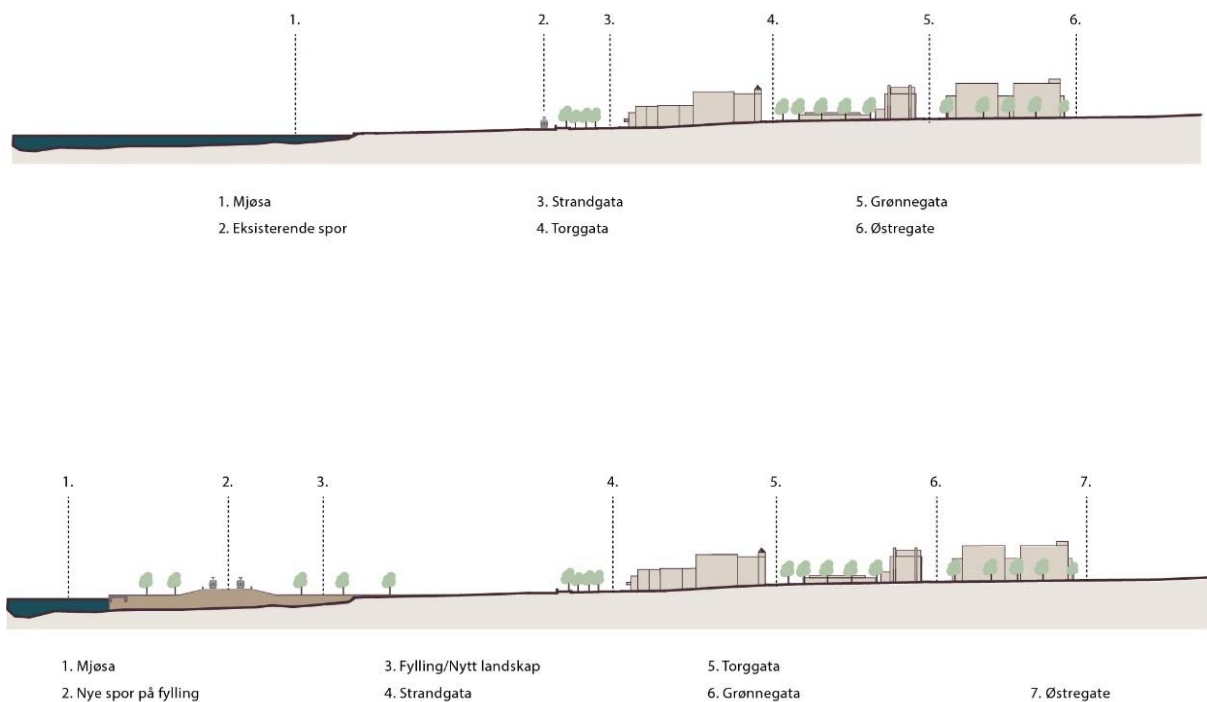 1. 2. 3. 4. 5. 6.
1. Mjøsa 3. Strandgata 5. Grønnegata
2. Eksisterende spor 4. Torggata 6. Østregate
1. 2. 3. 4. 5. 6. 7.
1. Mjøsa 3. Fylling/Nytt landskap 5. Torggata
2. Nye spor på fylling 4. Strandgata 6. Grønnegata 7. Østregate